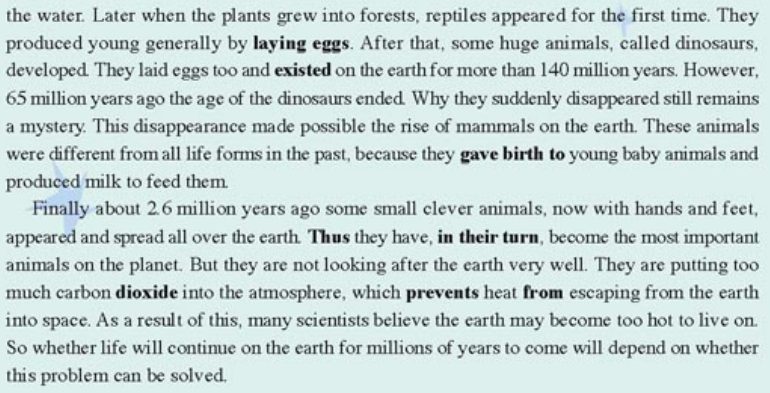 the water. Later when the plants grew into forests, reptiles appeared for the first time. They
produced young generally by laying eggs. After that, some huge animals, called dinosaurs,
developed. They laid eggs too and existed on the earth for more than 140 million years. However,
65 million years ago the age of the dinosaurs ended. Why they suddenly disappeared still remains
a mystery. This disappearance made possible the rise of mammals on the earth. These animals
were different from all life forms in the past, because they gave birth to young baby animals and
produced milk to feed them.
Finally about 2.6 million years ago some small clever animals, now with hands and feet,
appeared and spread all over the earth. Thus they have, in their turn, become the most important
animals on the planet. But they are not looking after the earth very well. They are putting too
much carbon dioxide into the atmosphere, which prevents heat from escaping from the earth
into space. As a result of this, many scientists believe the earth may become too hot to live on.
So whether life will continue on the earth for millions of years to come will depend on whether
this problem can be solved.